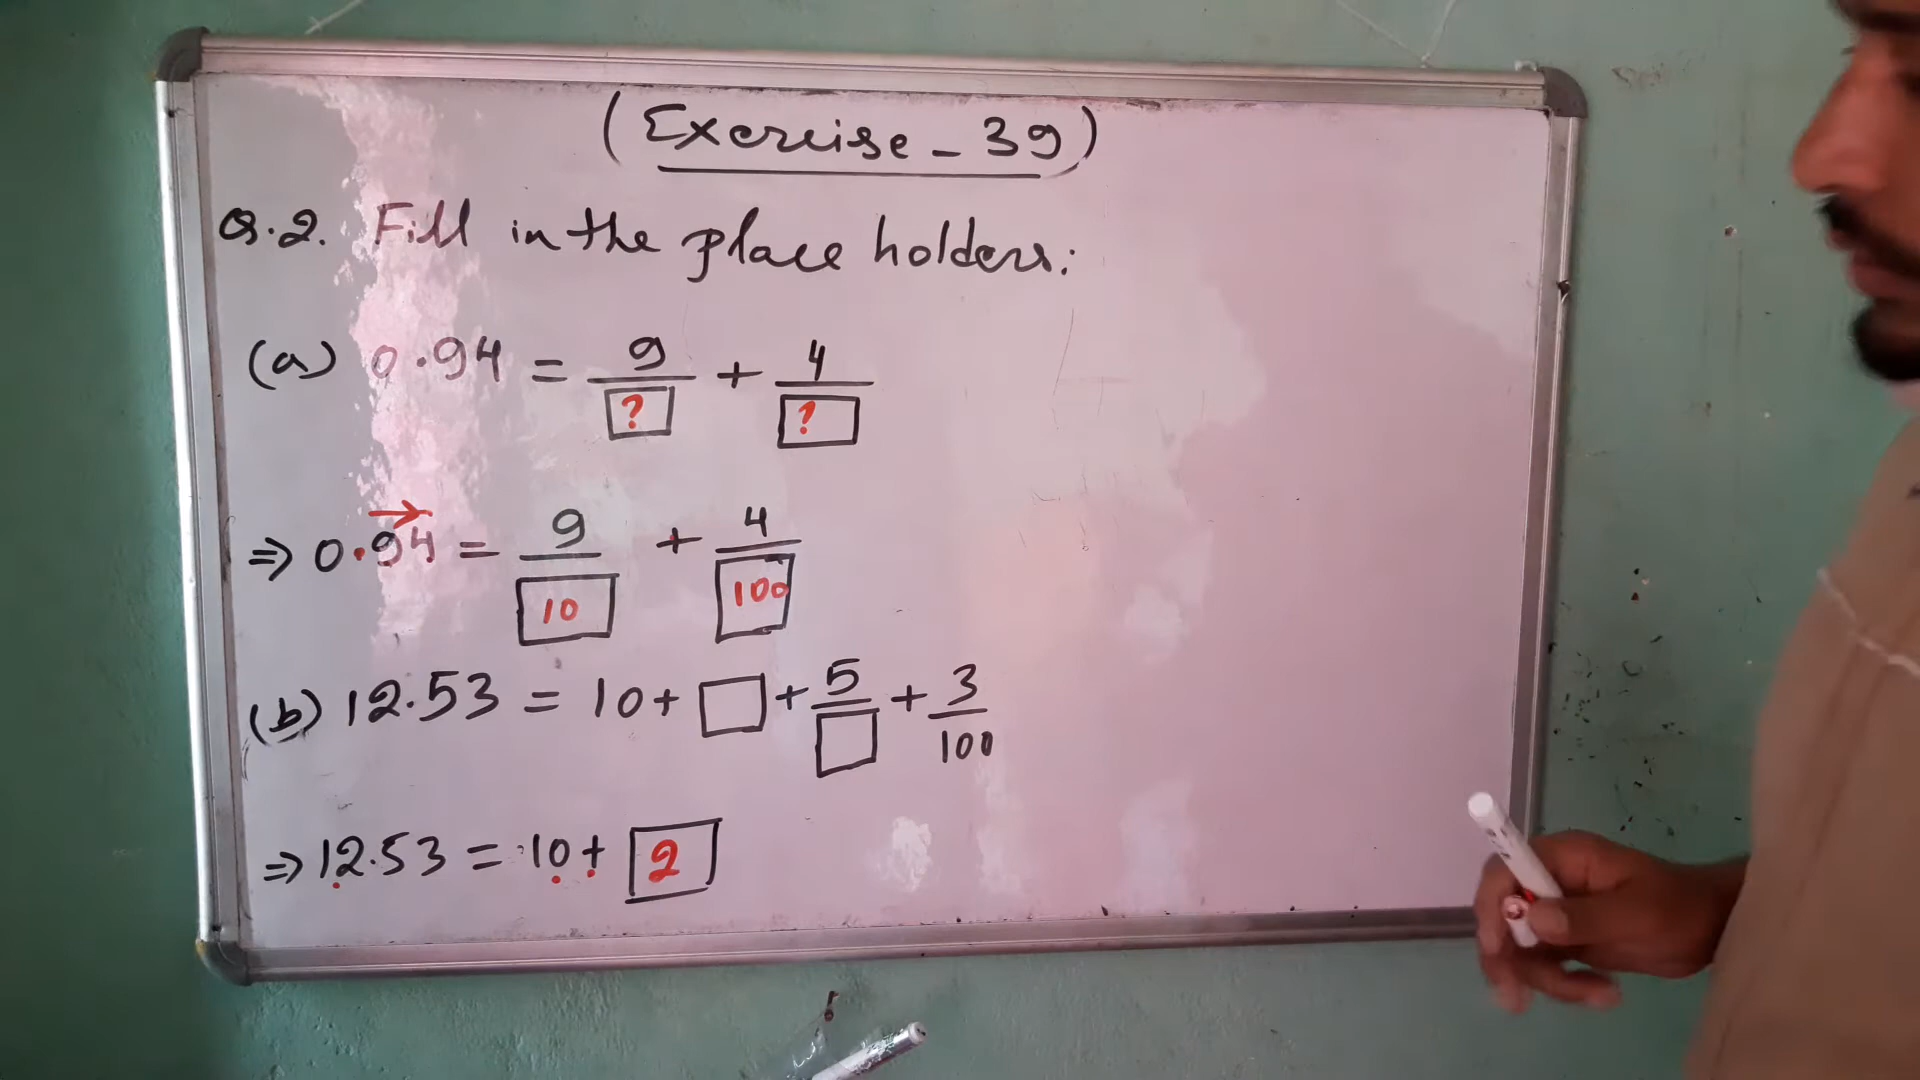 (Exercise - 39)
Q.2. Fill in the place holders:
(a) 0.94 = 9/? + 4/?
⇒ 0.94 = 9/10 + 4/100
(b) 12.53 = 10 + □ + 5/□ + 3/100
⇒ 12.53 = 10 + 2